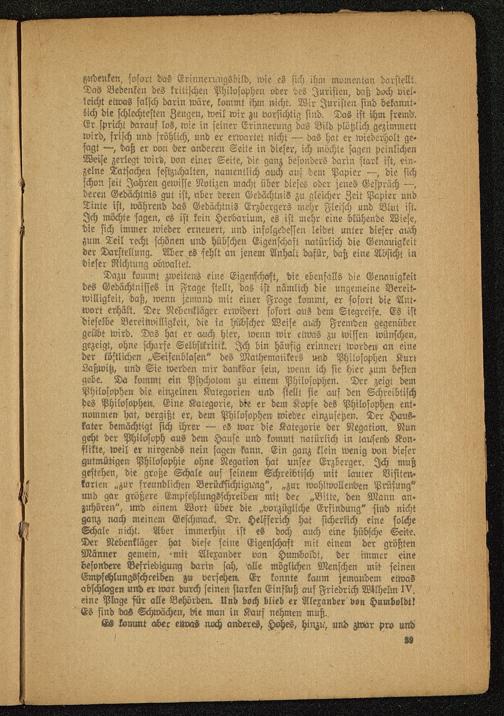 zudenken, sofort das Erinnerungsbild, wie es sich ihm momentan darstellt.
Das Bedenken des kritischen Philosophen oder des Juristen, daß doch viel-
leicht etwas falsch darin wäre, kommt ihm nicht. Wir Juristen sind bekannt-
lich die schlechtesten Zeugen, weil wir zu vorsichtig sind. Das ist ihm fremd.
Er spricht darauf los, wie in seiner Erinnerung das Bild plötzlich gezimmert
wird, frisch und fröhlich, und er erwartet nicht — das hat er wiederholt ge-
sagt —, daß er von der anderen Seite in dieser, ich möchte sagen peinlichen
Weise zerlegt wird, von einer Seite, die ganz besonders darin stark ist, ein-
zelne Tatsachen festzuhalten, namentlich auch auf dem Papier —, die sich
schon seit Jahren gewisse Notizen macht über dieses oder jenes Gespräch —,
deren Gedächtnis gut ist, aber deren Gedächtnis zu gleicher Zeit Papier und
Tinte ist, während das Gedächtnis Erzbergers mehr Fleisch und Blut ist.
Ich möchte sagen, es ist kein Herbarium, es ist mehr eine blühende Wiese,
die sich immer wieder erneuert, und infolgedessen leidet unter dieser auch
zum Teil recht schönen und hübschen Eigenschaft natürlich die Genauigkeit
der Darstellung. Aber es fehlt an jenem Anhalt dafür, daß eine Absicht in
dieser Richtung obwaltet.
Dazu kommt zweitens eine Eigenschaft, die ebenfalls die Genauigkeit
des Gedächtnisses in Frage stellt, das ist nämlich die ungemeine Bereit-
willigkeit, daß, wenn jemand mit einer Frage kommt, er sofort die Ant-
wort erhält. Der Nebenkläger erwidert sofort aus dem Stegreife. Es ist
dieselbe Bereitwilligkeit, die in hübscher Weise auch Fremden gegenüber
geübt wird. Das hat er auch hier, wenn wir etwas zu wissen wünschen,
gezeigt, ohne scharfe Selbstkritik. Ich bin häufig erinnert worden an eine
der köstlichen „Seifenblasen" des Mathematikers und Philosophen Kurt
Laßwitz, und Sie werden mir dankbar sein, wenn ich sie hier zum besten
gebe. Da kommt ein Psychotom zu einem Philosophen. Der zeigt dem
Philosophen die einzelnen Kategorien und stellt sie auf den Schreibtisch
des Philosophen. Eine Kategorie, die er dem Kopfe des Philosophen ent-
nommen hat, vergißt er, dem Philosophen wieder einzusetzen. Der Haus-
kater bemächtigt sich ihrer — es war die Kategorie der Negation. Nun
geht der Philosoph aus dem Hause und kommt natürlich in tausend Kon-
flikte, weil er nirgends nein sagen kann. Ein ganz klein wenig von dieser
gutmütigen Philosophie ohne Negation hat unser Erzberger. Ich muß
gestehen, die große Schale auf seinem Schreibtisch mit lauter Visiten-
karten „zur freundlichen Berücksichtigung", „zur wohlwollenden Prüfung"
und gar größere Empfehlungsschreiben mit der „Bitte, den Mann an-
zuhören", und einem Wort über die „vorzügliche Erfindung" sind nicht
ganz nach meinem Geschmack. Dr. Helfferich hat sicherlich eine solche
Schale nicht. Aber immerhin ist es doch auch eine hübsche Seite.
Der Nebenkläger hat diese seine Eigenschaft mit einem der größten
Männer gemein, mit Alexander von Humboldt, der immer eine
besondere Befriedigung darin sah, alle möglichen Menschen mit seinen
Empfehlungsschreiben zu versehen. Er konnte kaum jemandem etwas
abschlagen und er war durch seinen starken Einfluß auf Friedrich Wilhelm IV.
eine Plage für alle Behörden. Und doch blieb er Alexander von Humboldt!
Es sind das Schwächen, die man in Kauf nehmen muß.
Es kommt aber etwas noch anderes, Hohes, hinzu, und zwar pro und
39